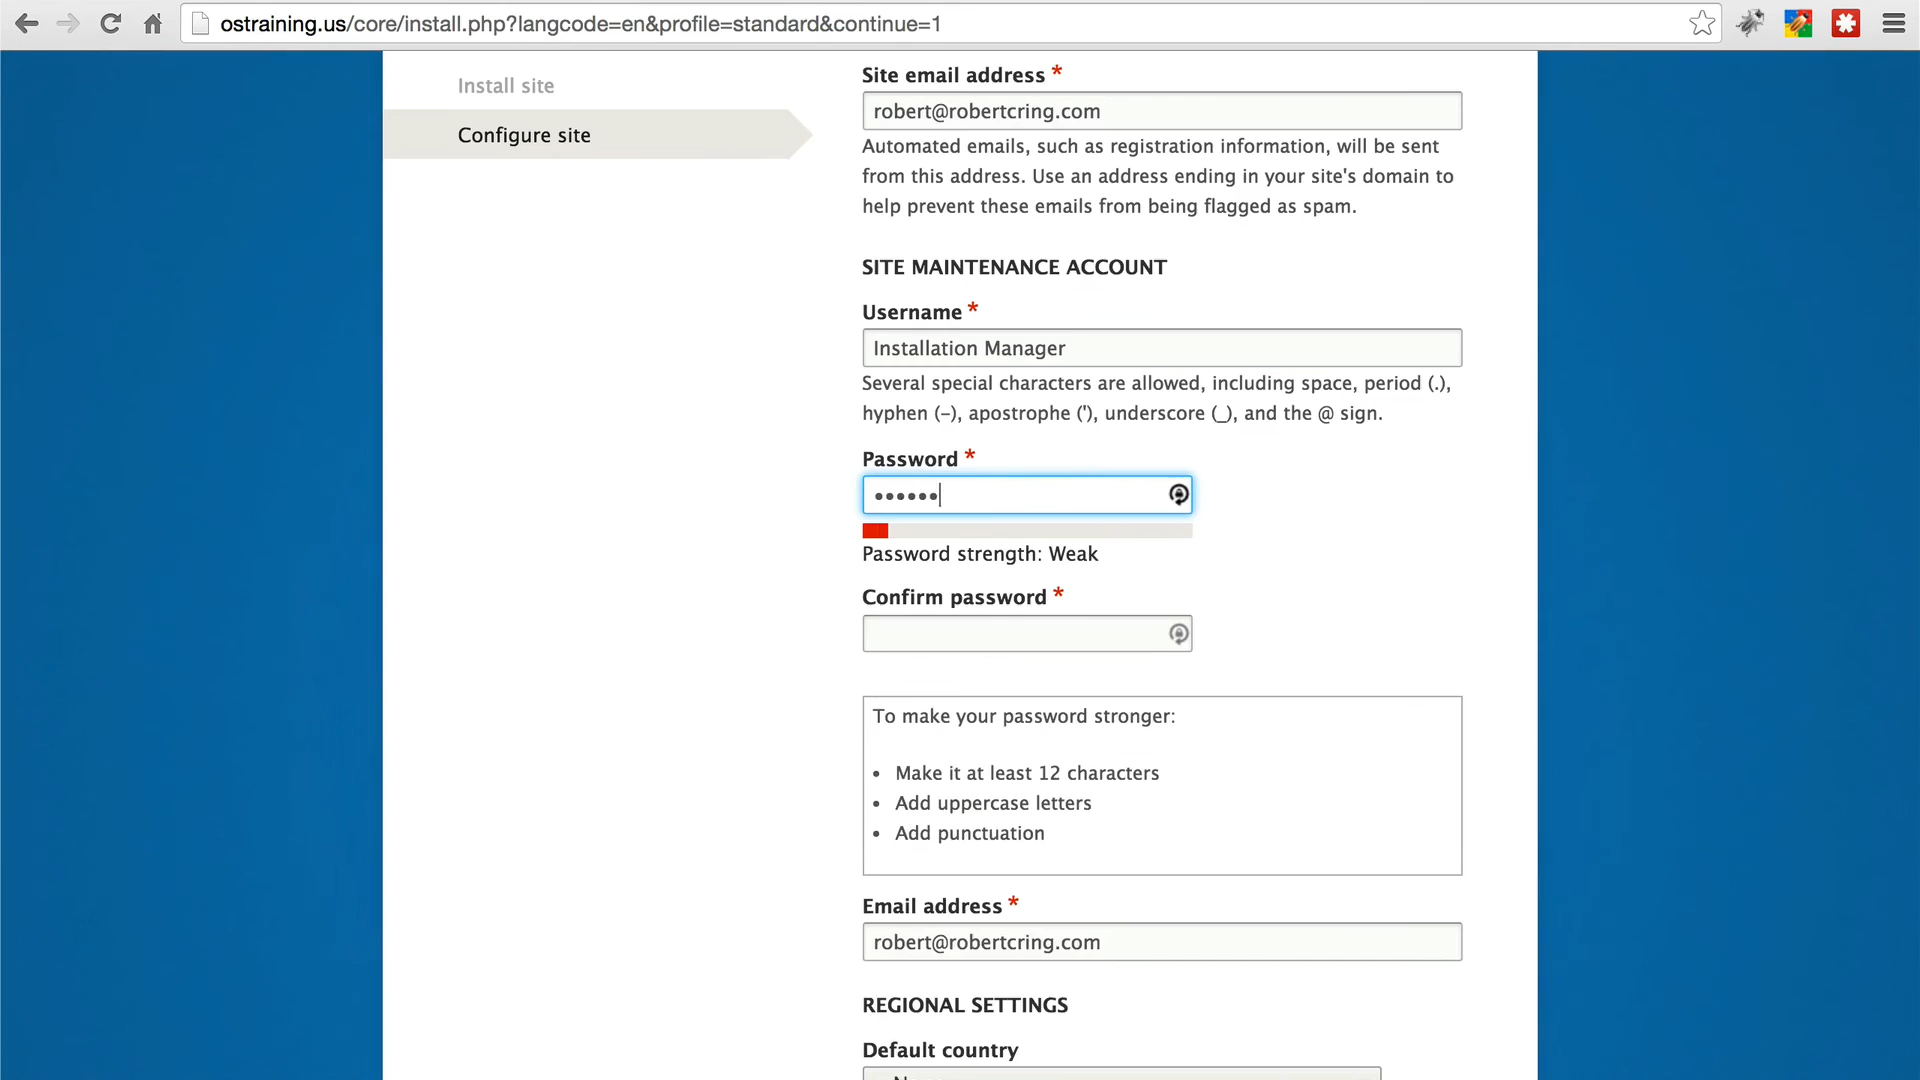 ostraining.us/core/install.php?langcode=en&profile=standard&continue=1
Install site
Configure site
Site email address *
robert@robertcring.com
Automated emails, such as registration information, will be sent
from this address. Use an address ending in your site's domain to
help prevent these emails from being flagged as spam.
SITE MAINTENANCE ACCOUNT
Username *
Installation Manager
Several special characters are allowed, including space, period (.),
hyphen (-), apostrophe ('), underscore (_), and the @ sign.
Password *
••••••
Password strength: Weak
Confirm password *
To make your password stronger:
• Make it at least 12 characters
• Add uppercase letters
• Add punctuation
Email address *
robert@robertcring.com
REGIONAL SETTINGS
Default country